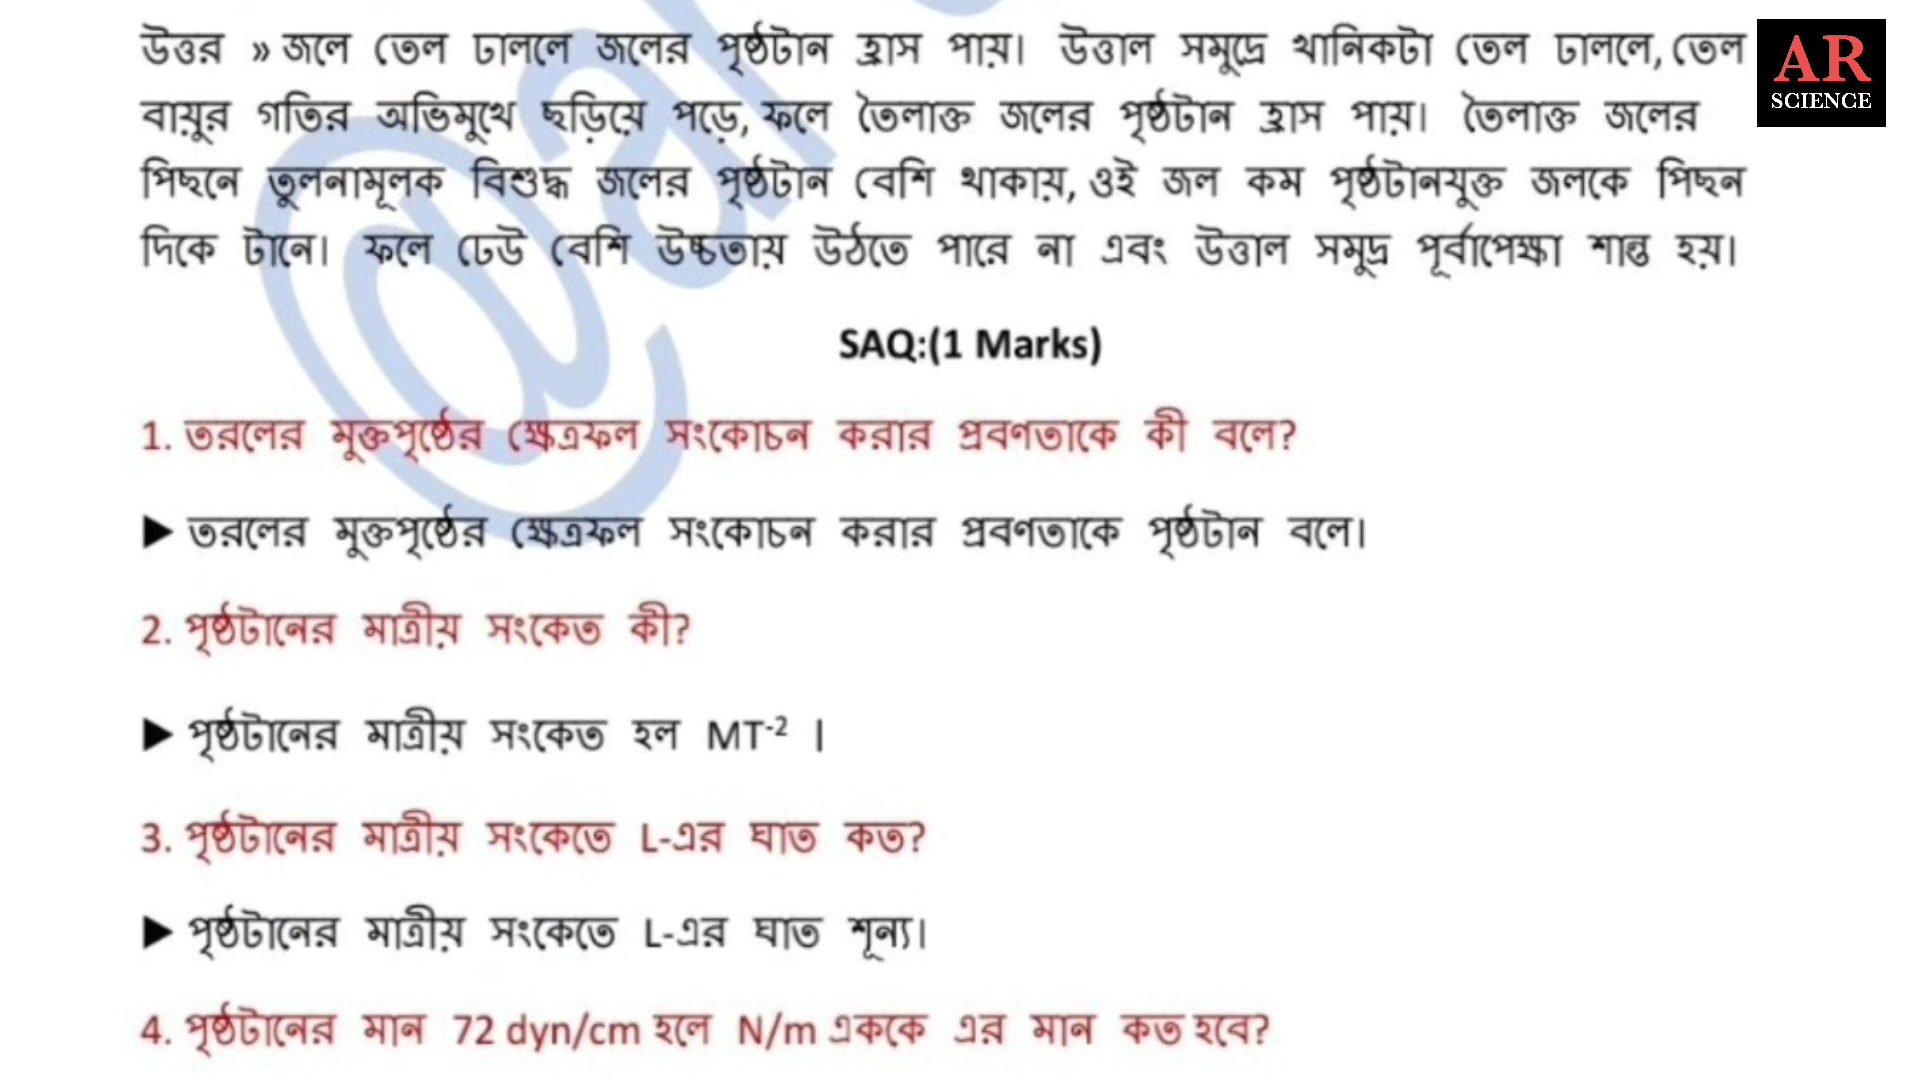 উত্তর » জলে তেল ঢাললে জলের পৃষ্ঠটান হ্রাস পায়। উত্তাল সমুদ্রে খানিকটা তেল ঢাললে, তেল
বায়ুর গতির অভিমুখে ছড়িয়ে পড়ে, ফলে তৈলাক্ত জলের পৃষ্ঠটান হ্রাস পায়। তৈলাক্ত জলের
পিছনে তুলনামূলক বিশুদ্ধ জলের পৃষ্ঠটান বেশি থাকায়, ওই জল কম পৃষ্ঠটানযুক্ত জলকে পিছন
দিকে টানে। ফলে ঢেউ বেশি উচ্চতায় উঠতে পারে না এবং উত্তাল সমুদ্র পূর্বাপেক্ষা শান্ত হয়।
AR
SCIENCE
SAQ:(1 Marks)
1. তরলের মুক্তপৃষ্ঠের ক্ষেত্রফল সংকোচন করার প্রবণতাকে কী বলে?
▶ তরলের মুক্তপৃষ্ঠের ক্ষেত্রফল সংকোচন করার প্রবণতাকে পৃষ্ঠটান বলে।
2. পৃষ্ঠটানের মাত্রীয় সংকেত কী?
▶ পৃষ্ঠটানের মাত্রীয় সংকেত হল MT⁻² ।
3. পৃষ্ঠটানের মাত্রীয় সংকেতে L-এর ঘাত কত?
▶ পৃষ্ঠটানের মাত্রীয় সংকেতে L-এর ঘাত শূন্য।
4. পৃষ্ঠটানের মান 72 dyn/cm হলে N/m এককে এর মান কত হবে?